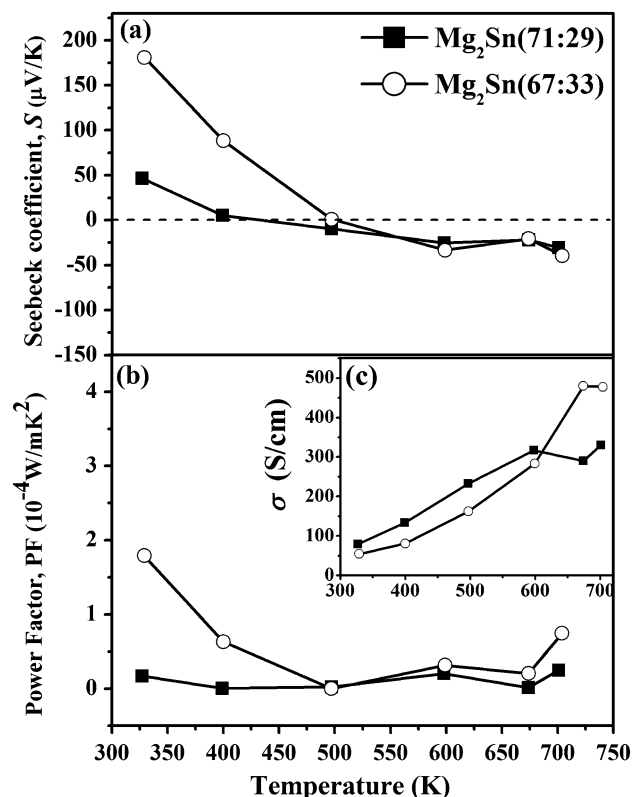 (a)
Mg₂Sn(71:29)
Mg₂Sn(67:33)
200
150
100
50
0
-50
-100
-150
Seebeck coefficient, S (μV/K)
(b)
4
3
2
1
0
Power Factor, PF (10⁻⁴W/mK²)
(c)
500
400
300
200
100
0
σ (S/cm)
300 400 500 600 700
300 350 400 450 500 550 600 650 700 750
Temperature (K)